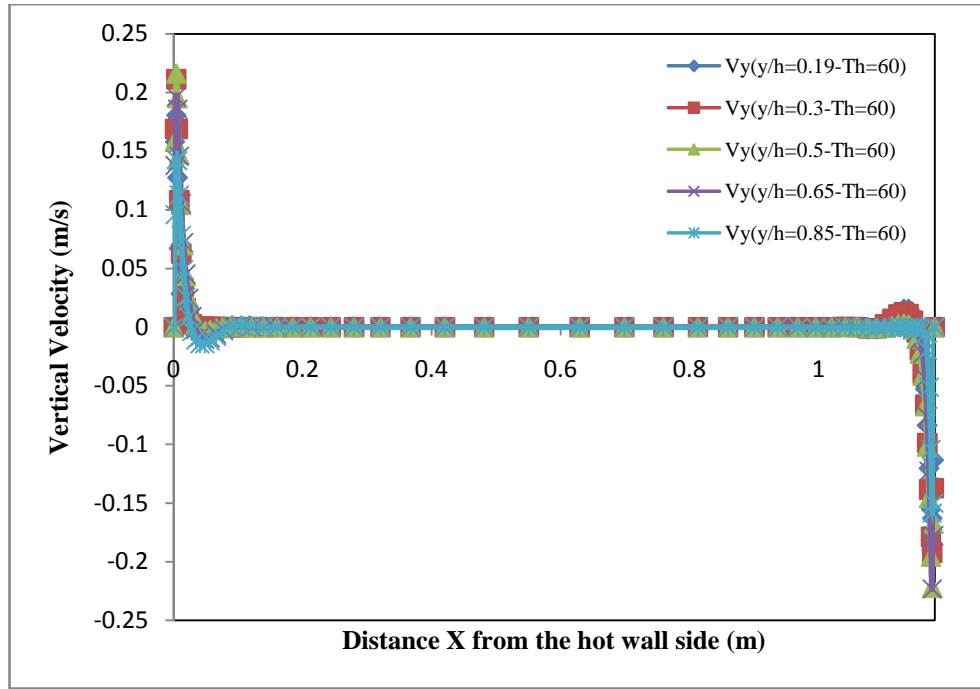 0.25
0.2
0.15
0.1
0.05
0
-0.05
-0.1
-0.15
-0.2
-0.25
Vertical Velocity (m/s)
0 0.2 0.4 0.6 0.8 1
Distance X from the hot wall side (m)
Vy(y/h=0.19-Th=60)
Vy(y/h=0.3-Th=60)
Vy(y/h=0.5-Th=60)
Vy(y/h=0.65-Th=60)
Vy(y/h=0.85-Th=60)